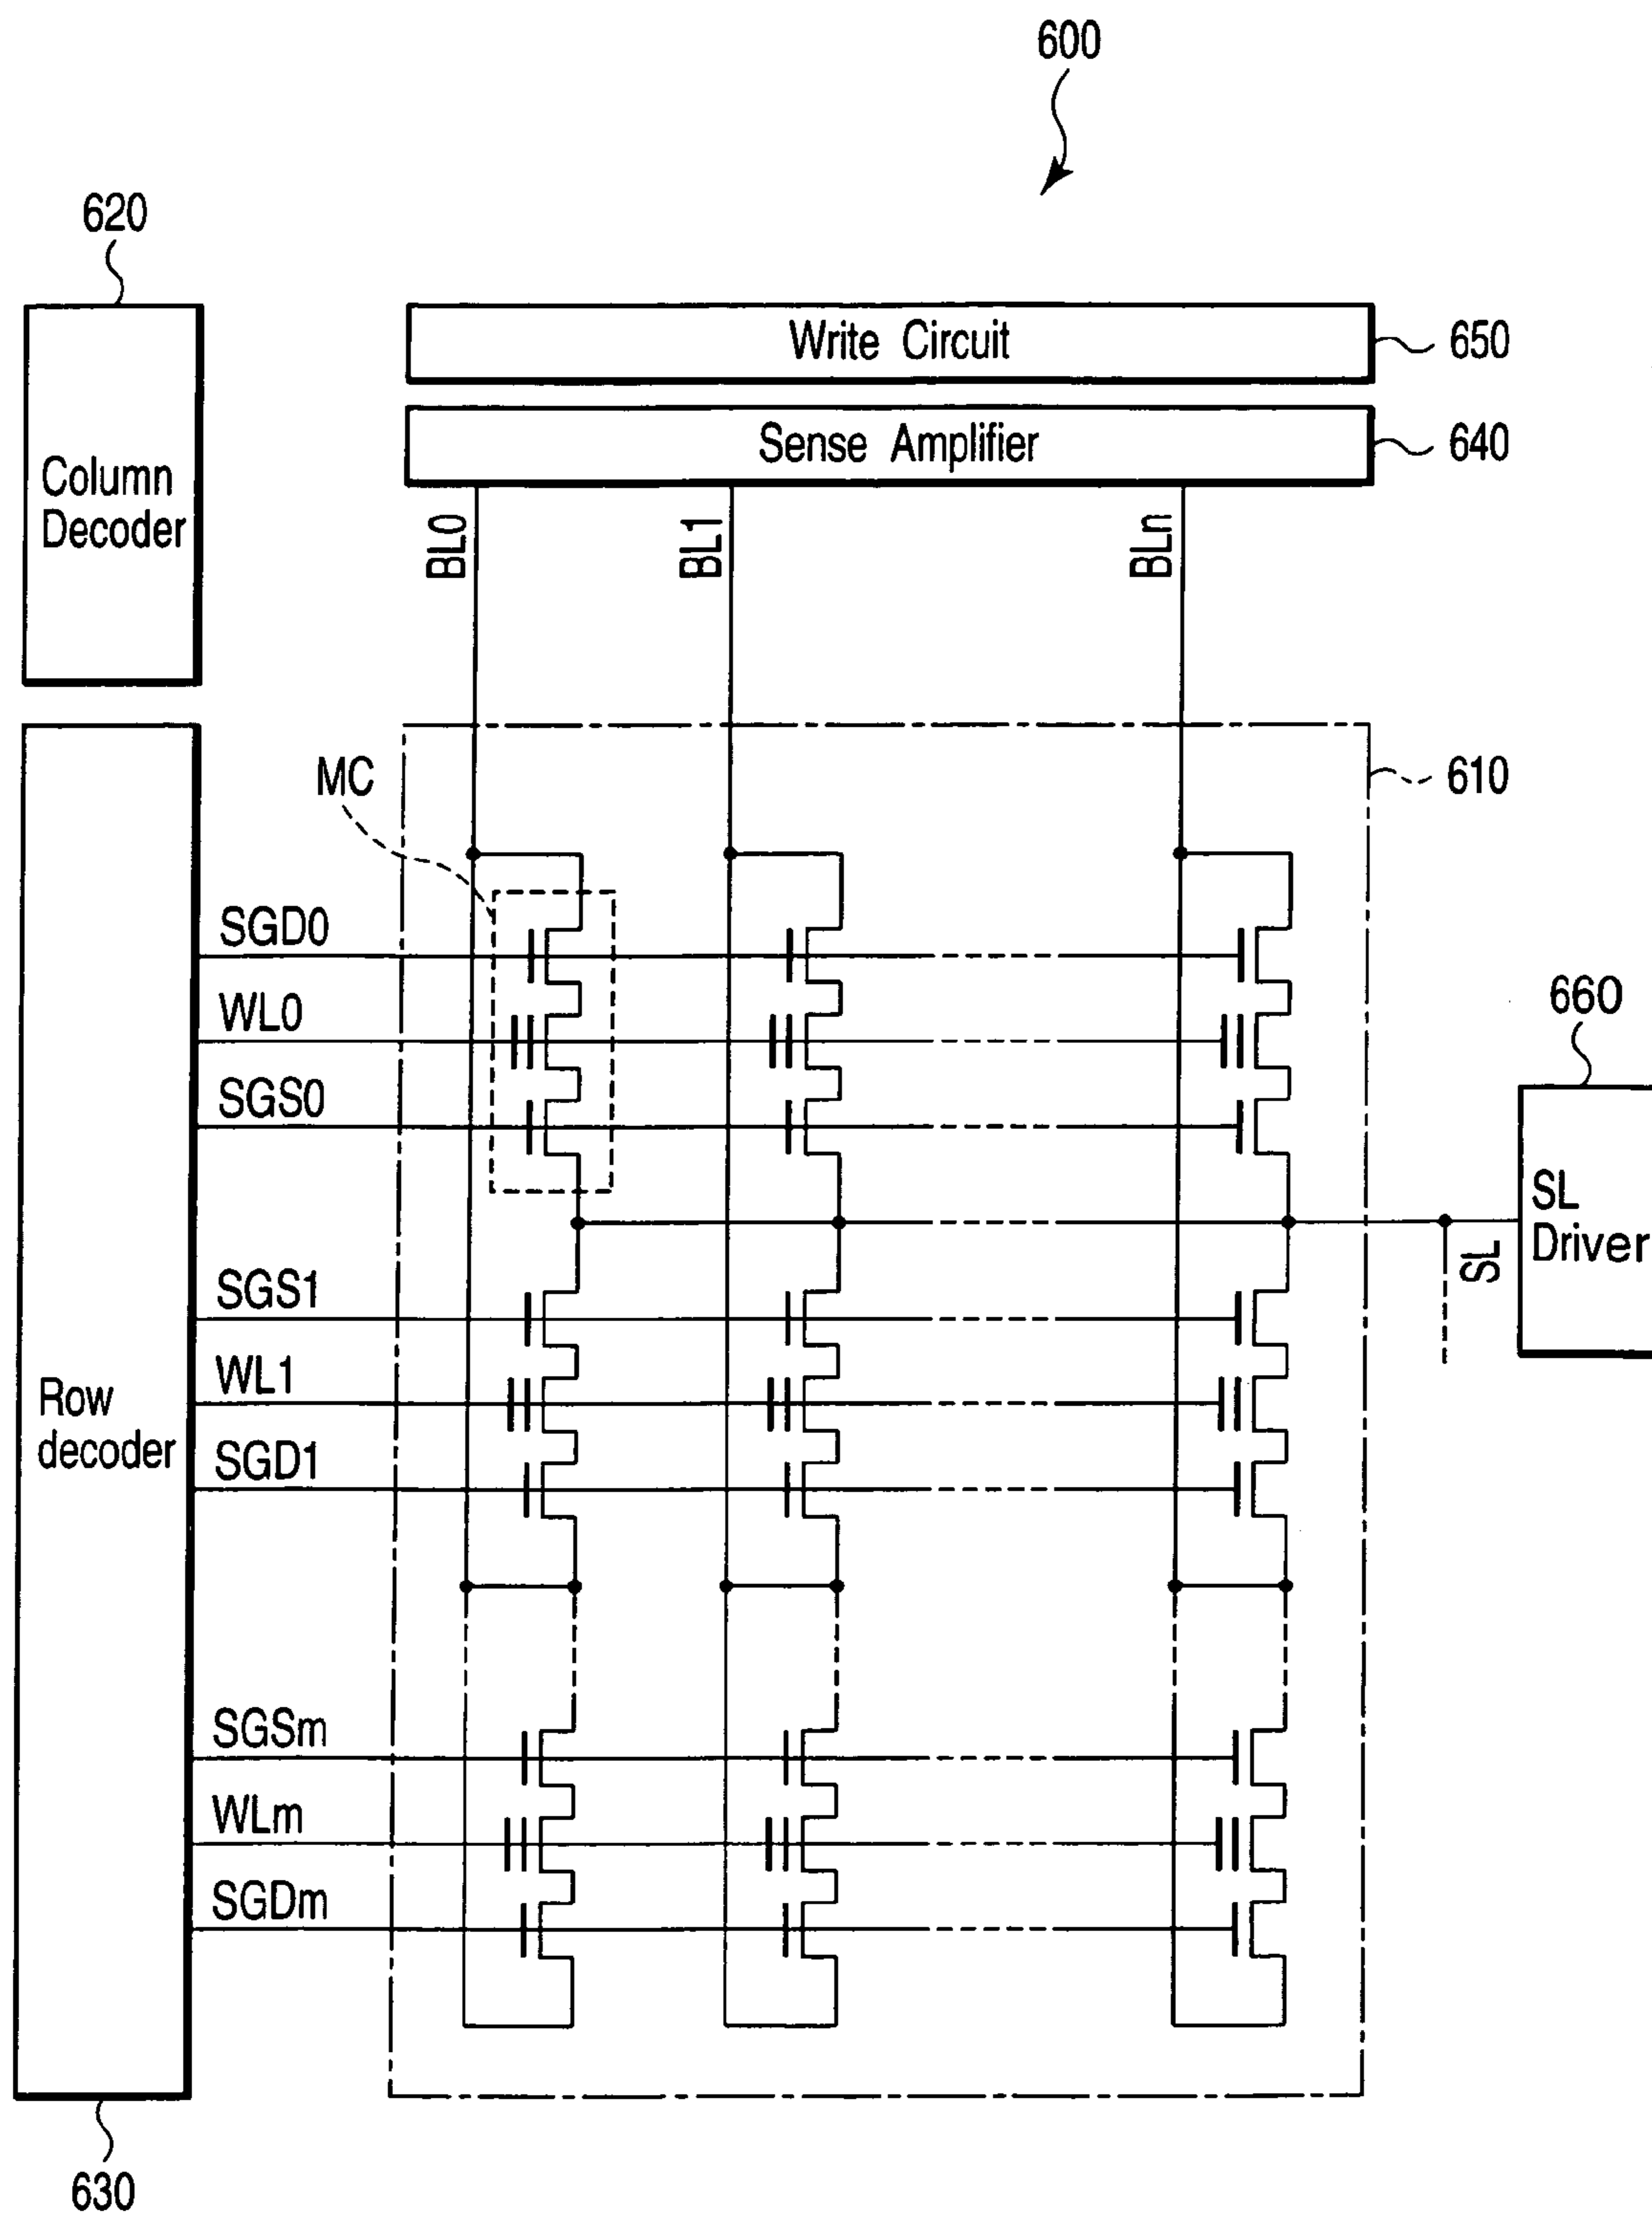 600
620
Write Circuit
650
Sense Amplifier
640
Column
Decoder
BL0
BL1
BLn
MC
610
SGD0
WL0
660
SGS0
SL
Driver
SL
SGS1
WL1
Row
decoder
SGD1
SGSm
WLm
SGDm
630